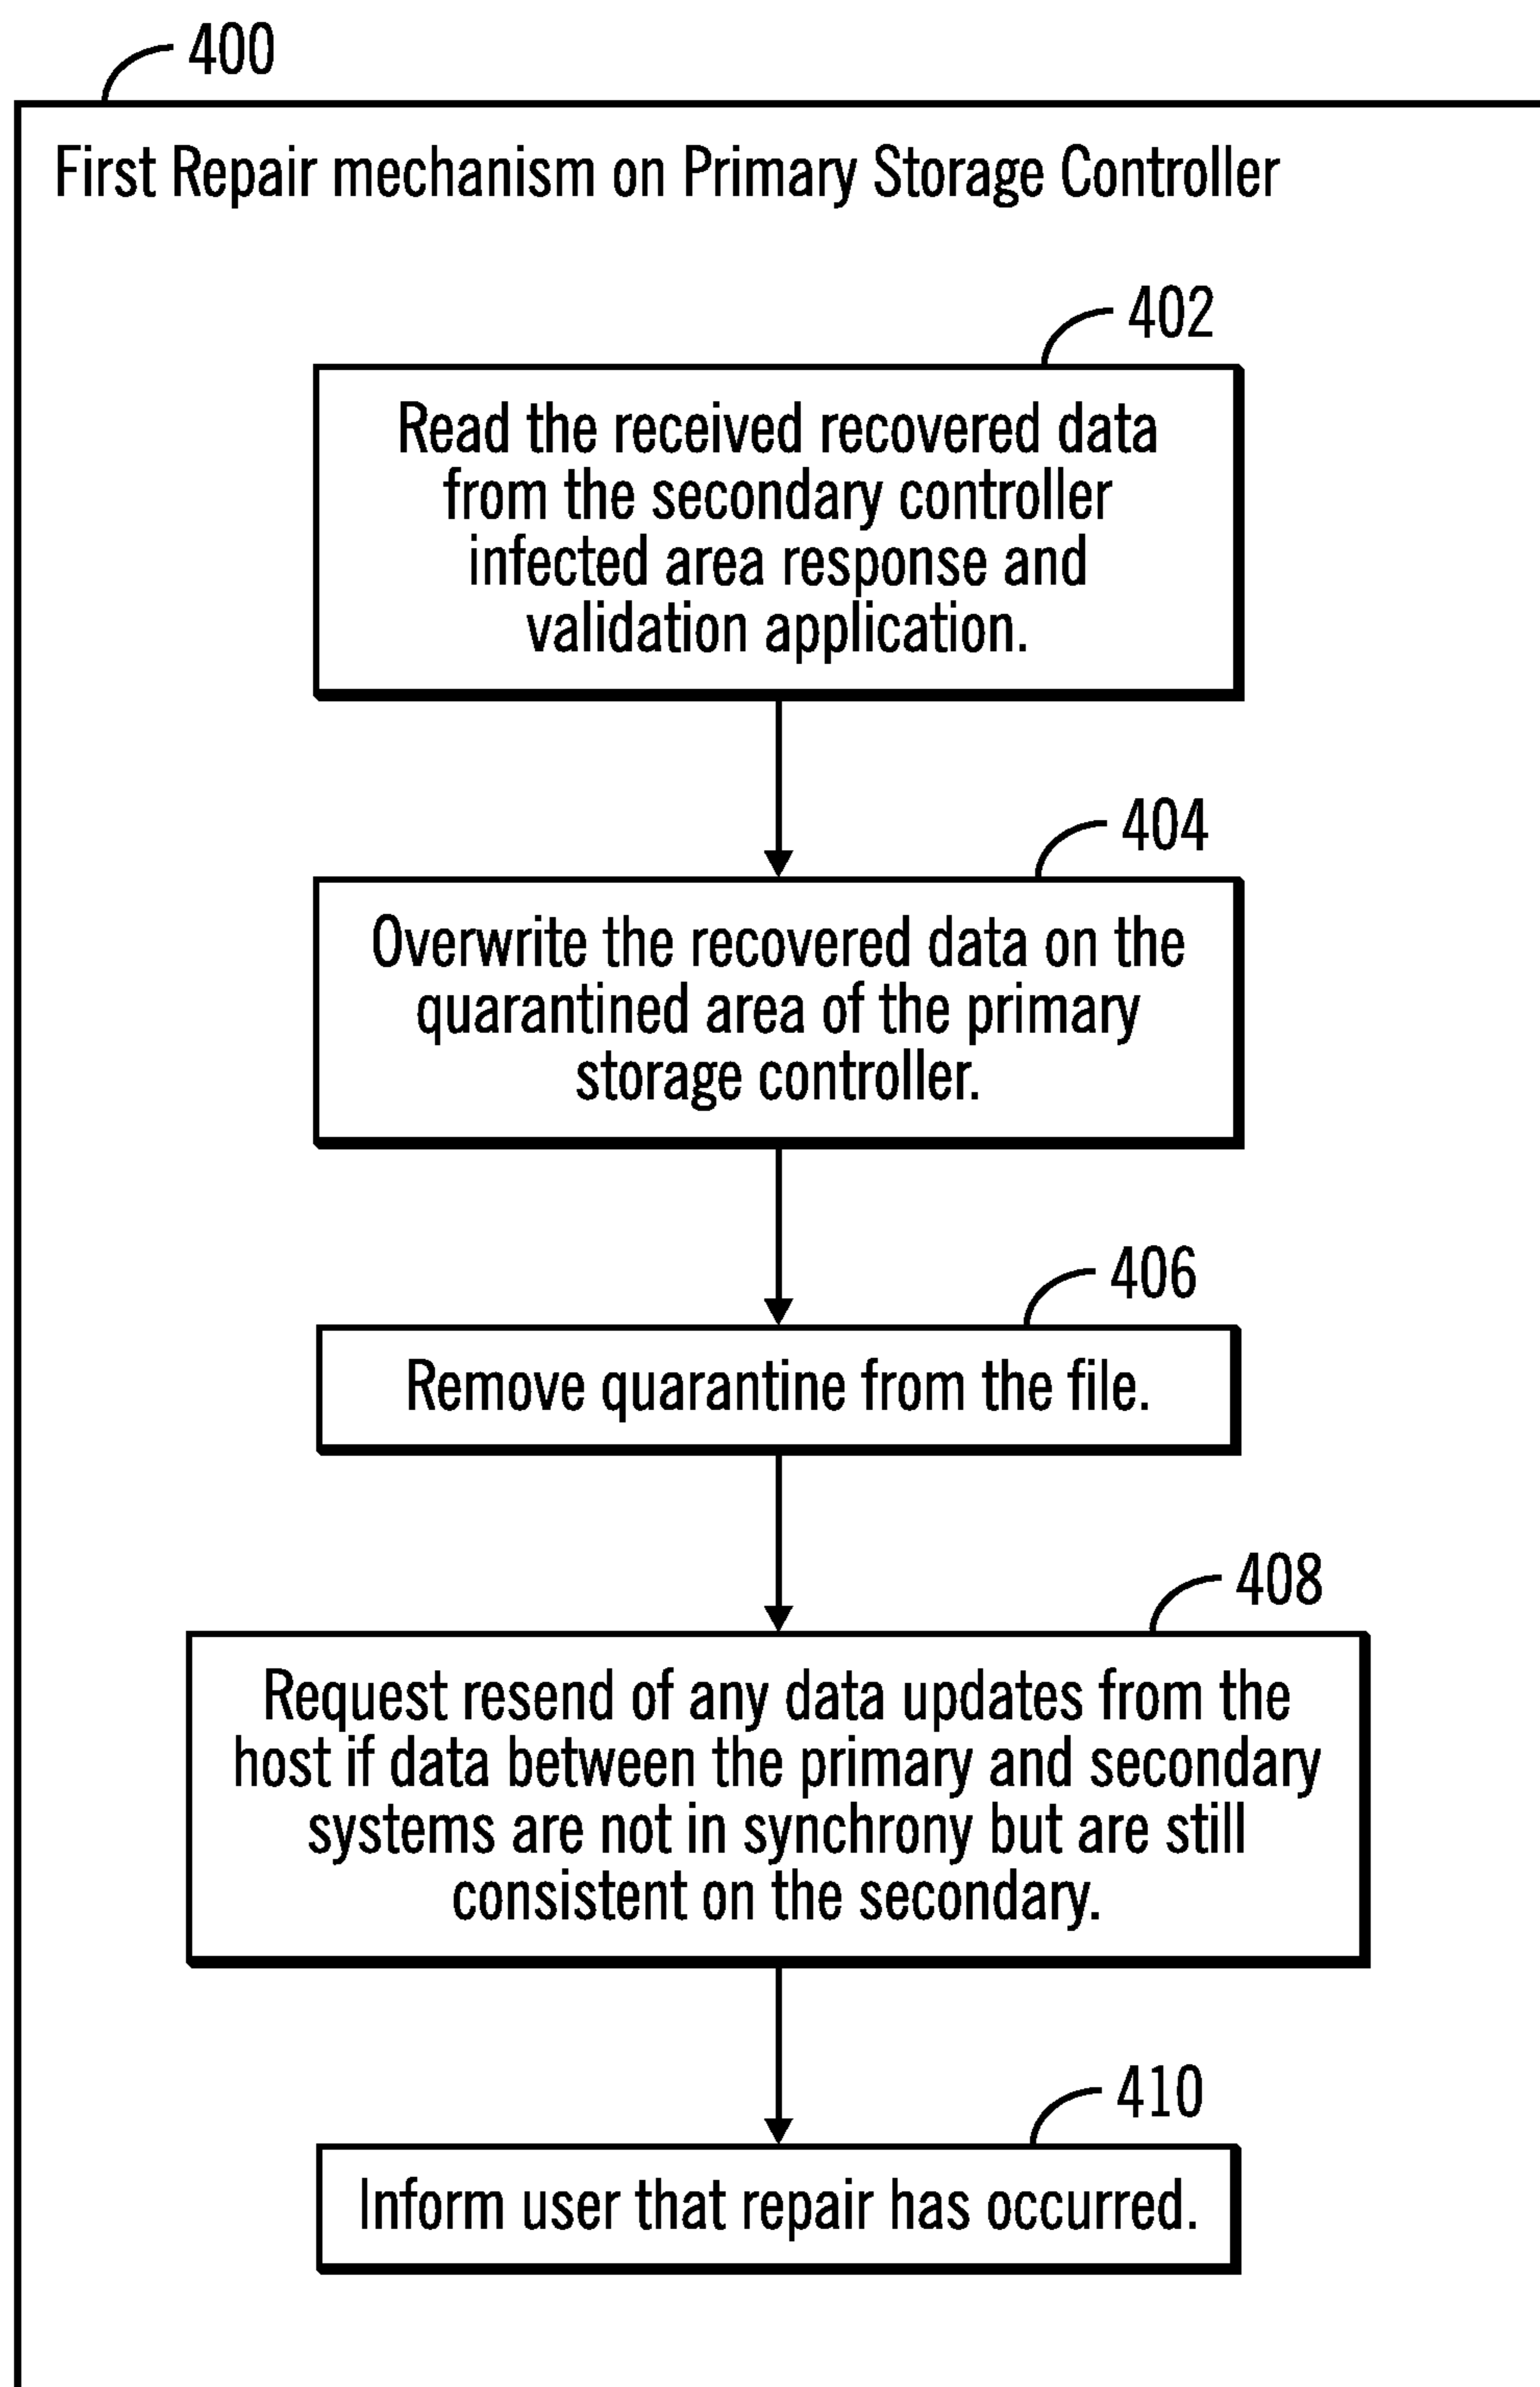 400
First Repair mechanism on Primary Storage Controller
402
Read the received recovered data
from the secondary controller
infected area response and
validation application.
404
Overwrite the recovered data on the
quarantined area of the primary
storage controller.
406
Remove quarantine from the file.
408
Request resend of any data updates from the
host if data between the primary and secondary
systems are not in synchrony but are still
consistent on the secondary.
410
Inform user that repair has occurred.